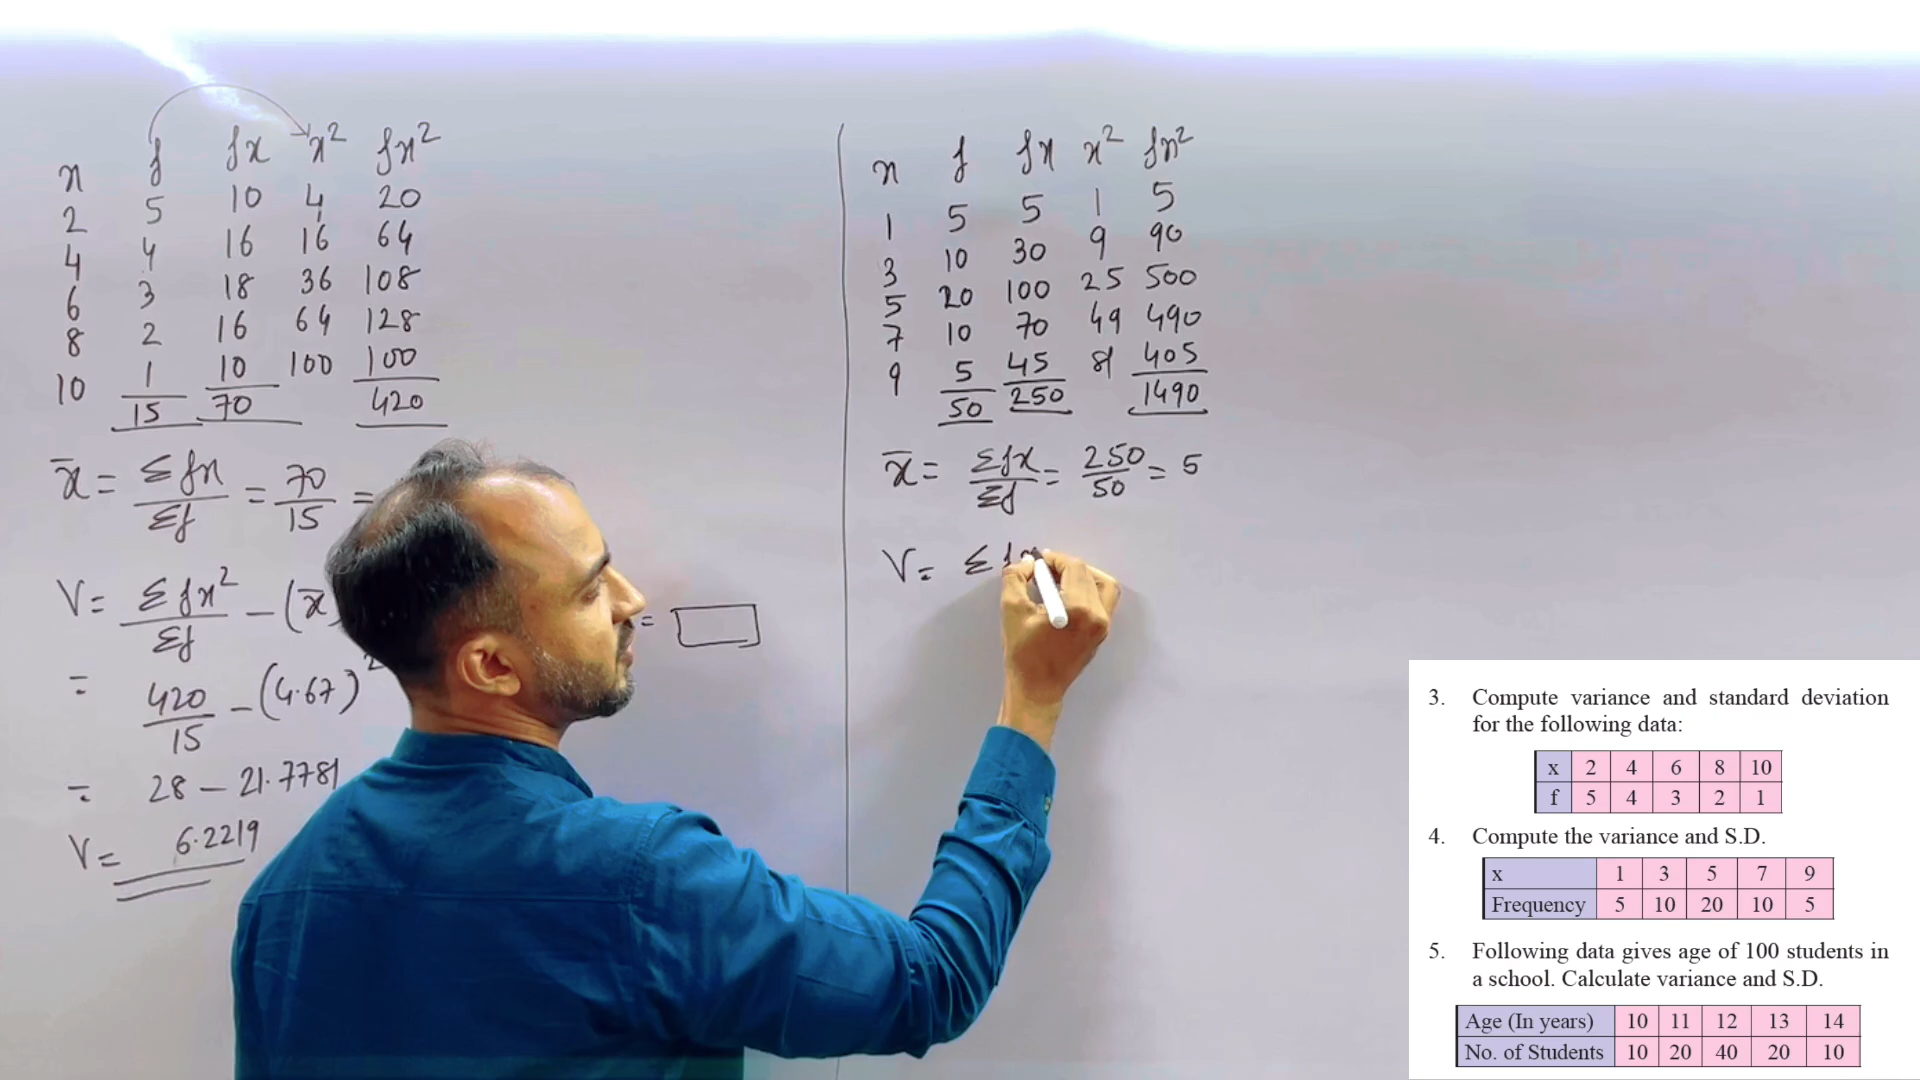 x f fx x² fx²
2 5 10 4 20
4 4 16 16 64
6 3 18 36 108
8 2 16 64 128
10 1 10 100 100
15 70 420
x̄ = Σfx/Σf = 70/15 =
V = Σfx²/Σf - (x̄)
= 420/15 - (4.67)²
= 28 - 21.7781
V = 6.2219
=
x f fx x² fx²
1 5 5 1 5
3 10 30 9 90
5 20 100 25 500
7 10 70 49 490
9 5 45 81 405
50 250 1490
x̄ = Σfx/Σf = 250/50 = 5
V = Σf
3. Compute variance and standard deviation
for the following data:
x 2 4 6 8 10
f 5 4 3 2 1
4. Compute the variance and S.D.
x 1 3 5 7 9
Frequency 5 10 20 10 5
5. Following data gives age of 100 students in
a school. Calculate variance and S.D.
Age (In years) 10 11 12 13 14
No. of Students 10 20 40 20 10